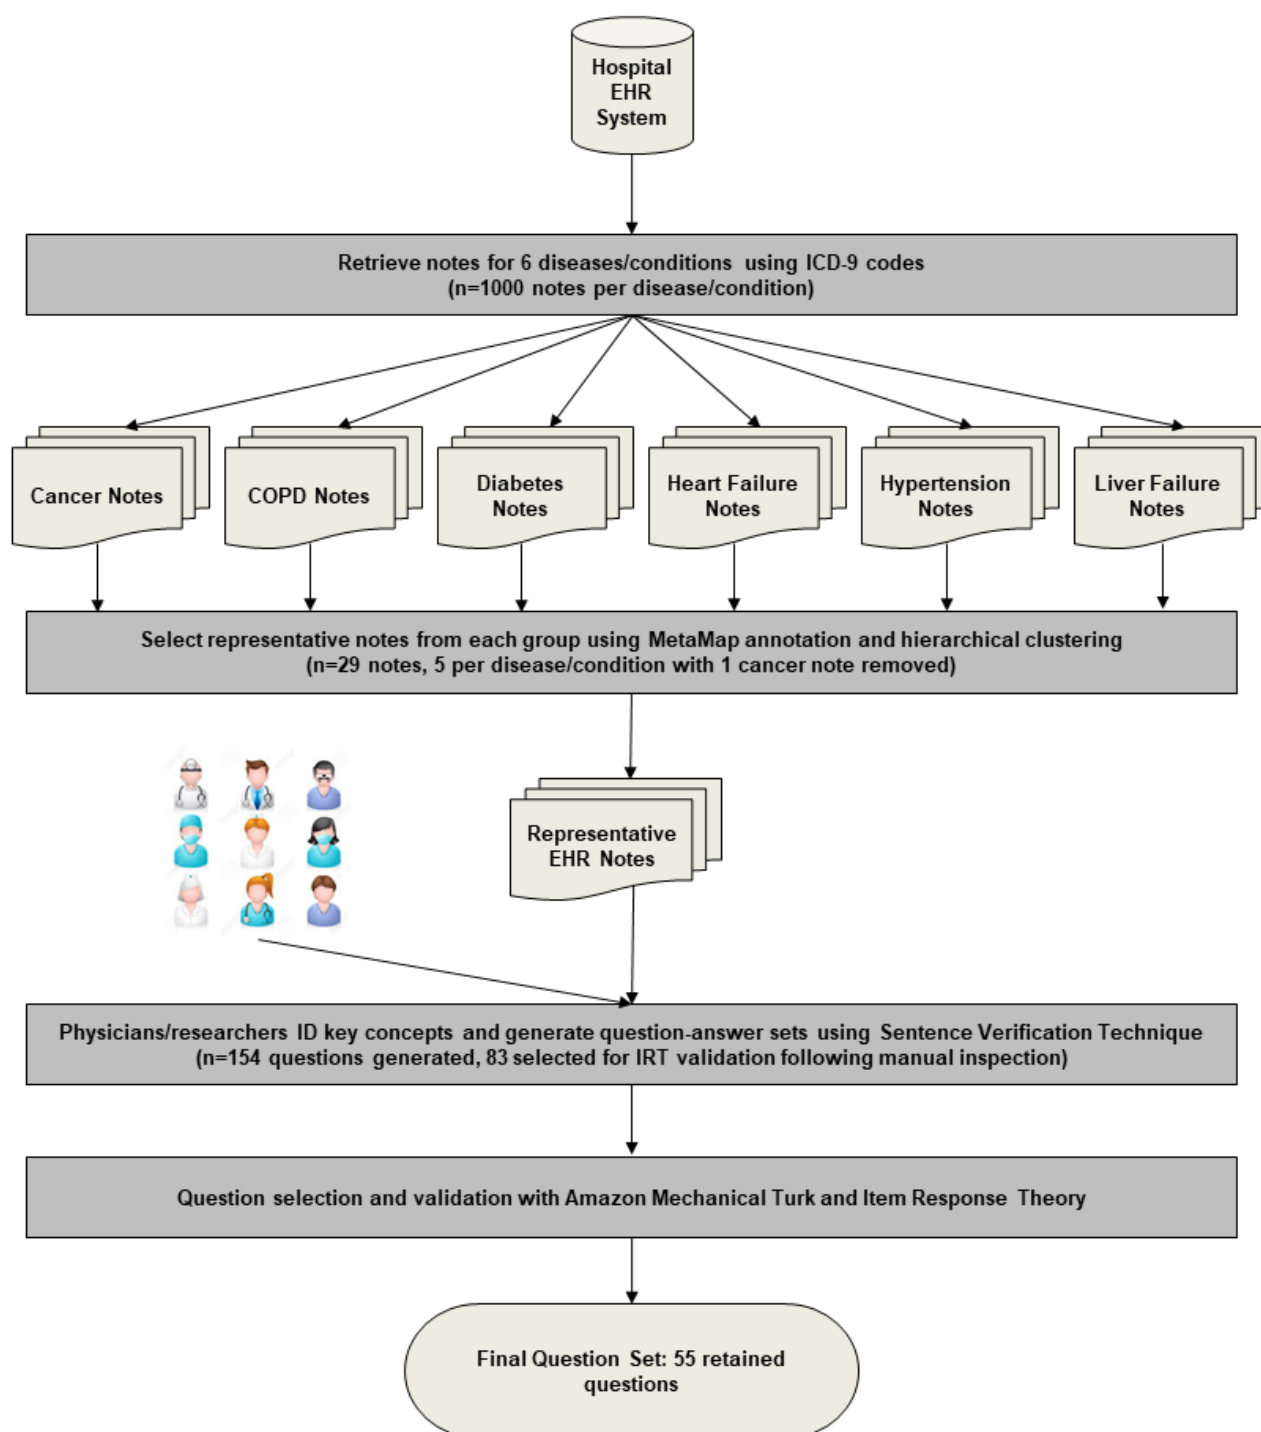 Hospital
EHR
System
Retrieve notes for 6 diseases/conditions using ICD-9 codes
(n=1000 notes per disease/condition)
Cancer Notes
COPD Notes
Diabetes
Notes
Heart Failure
Notes
Hypertension
Notes
Liver Failure
Notes
Select representative notes from each group using MetaMap annotation and hierarchical clustering
(n=29 notes, 5 per disease/condition with 1 cancer note removed)
Representative
EHR Notes
Physicians/researchers ID key concepts and generate question-answer sets using Sentence Verification Technique
(n=154 questions generated, 83 selected for IRT validation following manual inspection)
Question selection and validation with Amazon Mechanical Turk and Item Response Theory
Final Question Set: 55 retained
questions